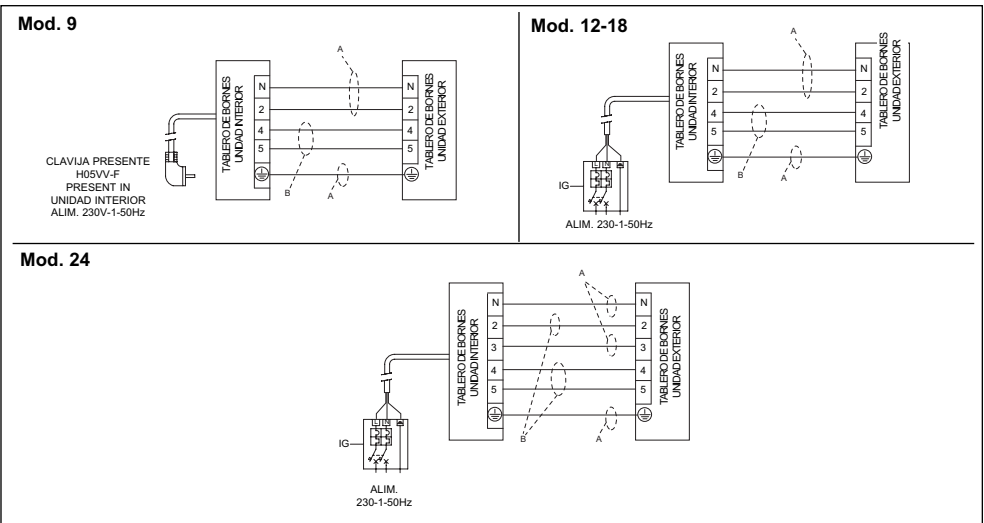 Mod. 9
A
TABLERO DE BORNES
UNIDAD INTERIOR
N
2
4
5
N
2
4
5
TABLERO DE BORNES
UNIDAD EXTERIOR
B
A
CLAVIJA PRESENTE
H05VV-F
PRESENT IN
UNIDAD INTERIOR
ALIM. 230V-1-50Hz
Mod. 12-18
A
TABLERO DE BORNES
UNIDAD INTERIOR
N
2
4
5
N
2
4
5
TABLERO DE BORNES
UNIDAD EXTERIOR
B
A
L N
IG
ALIM. 230-1-50Hz
Mod. 24
A
TABLERO DE BORNES
UNIDAD INTERIOR
N
2
3
4
5
N
2
3
4
5
TABLERO DE BORNES
UNIDAD EXTERIOR
B
A
L N
IG
ALIM.
230-1-50Hz